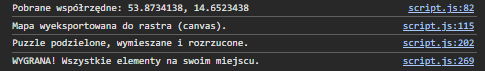 Pobrane współrzędne: 53.8734138, 14.6523438 script.js:82
Mapa wyeksportowana do rastra (canvas). script.js:115
Puzzle podzielone, wymieszane i rozrzucone. script.js:202
WYGRANA! Wszystkie elementy na swoim miejscu. script.js:269